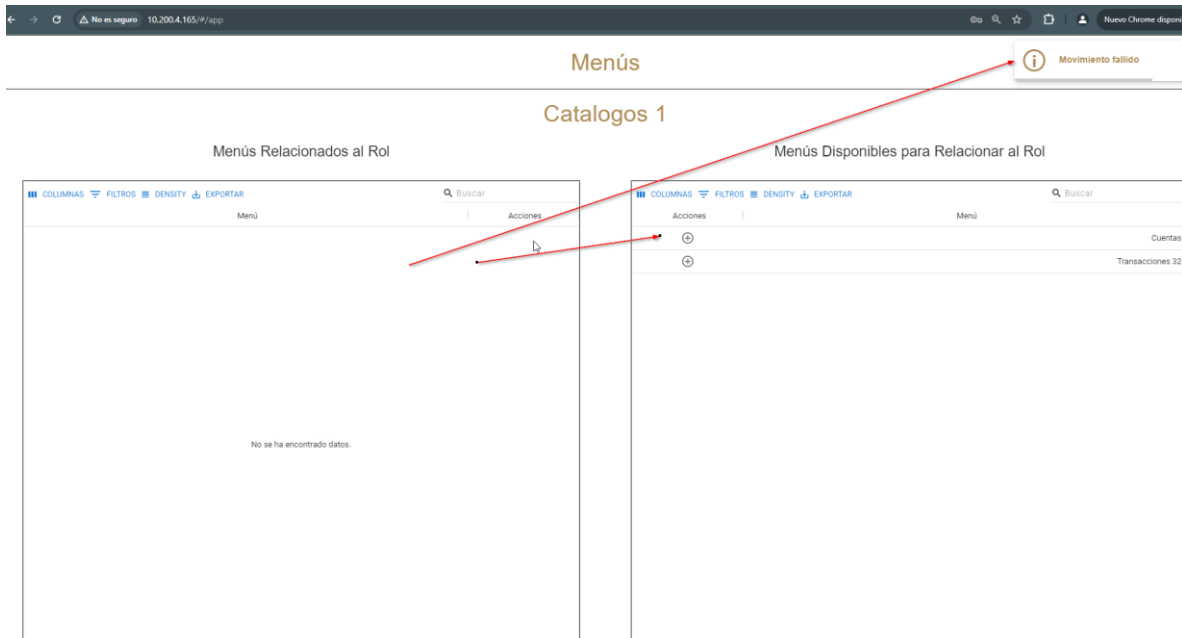 No es seguro 10.200.4.165/#/app Nuevo Chrome disponi
Menús
Movimiento fallido
Catalogos 1
Menús Relacionados al Rol
COLUMNAS FILTROS DENSITY EXPORTAR Buscar
Menú Acciones
No se ha encontrado datos.
Menús Disponibles para Relacionar al Rol
COLUMNAS FILTROS DENSITY EXPORTAR Buscar
Acciones Menú
Cuentas
Transacciones 32